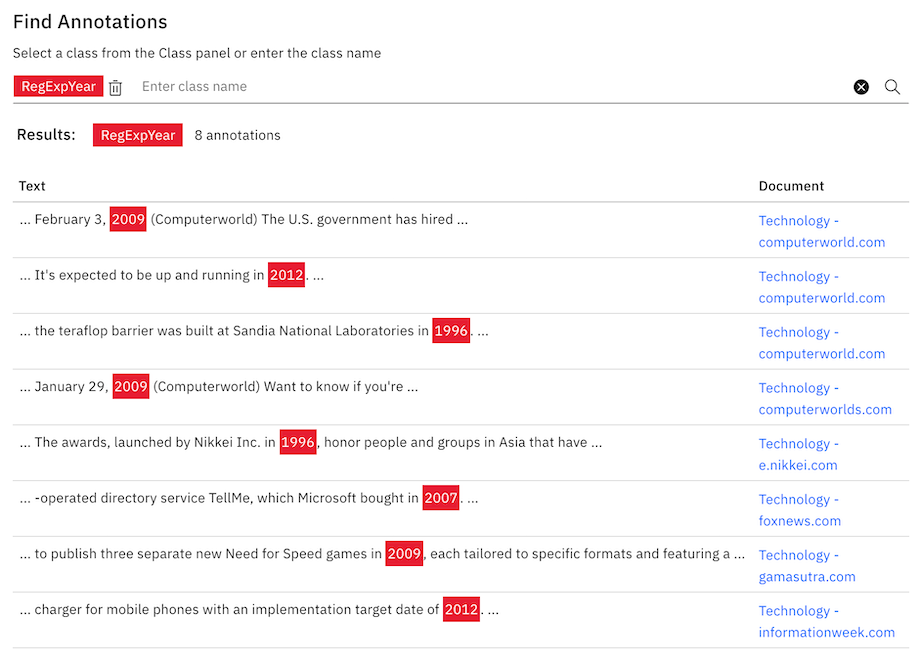 Find Annotations
Select a class from the Class panel or enter the class name
RegExpYear Enter class name
Results: RegExpYear 8 annotations
Text Document
... February 3, 2009 (Computerworld) The U.S. government has hired ... Technology -
computerworld.com
... It's expected to be up and running in 2012. ... Technology -
computerworld.com
... the teraflop barrier was built at Sandia National Laboratories in 1996. ... Technology -
computerworld.com
... January 29, 2009 (Computerworld) Want to know if you're ... Technology -
computerworlds.com
... The awards, launched by Nikkei Inc. in 1996, honor people and groups in Asia that have ... Technology -
e.nikkei.com
... -operated directory service TellMe, which Microsoft bought in 2007. ... Technology -
foxnews.com
... to publish three separate new Need for Speed games in 2009, each tailored to specific formats and featuring a ... Technology -
gamasutra.com
... charger for mobile phones with an implementation target date of 2012. ... Technology -
informationweek.com